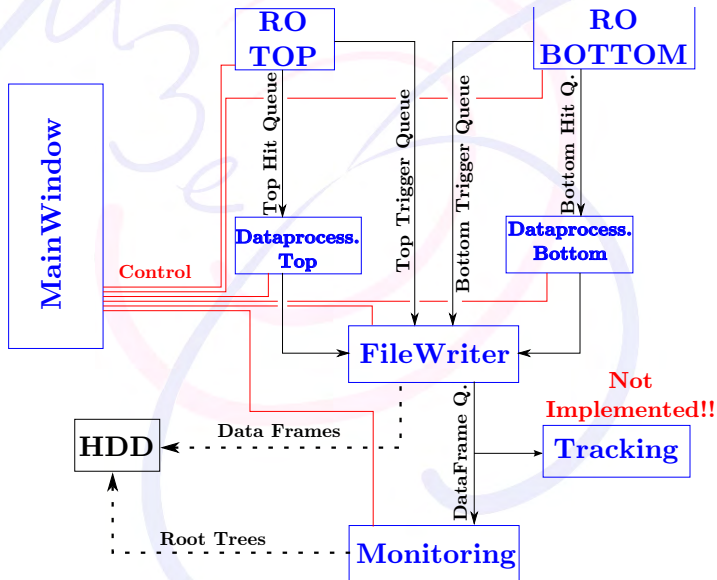 RO
TOP
RO
BOTTOM
MainWindow
Top Hit Queue
Top Trigger Queue
Bottom Trigger Queue
Bottom Hit Q.
Dataprocess.
Top
Dataprocess.
Bottom
Control
FileWriter
Not
Implemented!!
HDD
Data Frames
DataFrame Q.
Tracking
Root Trees
Monitoring